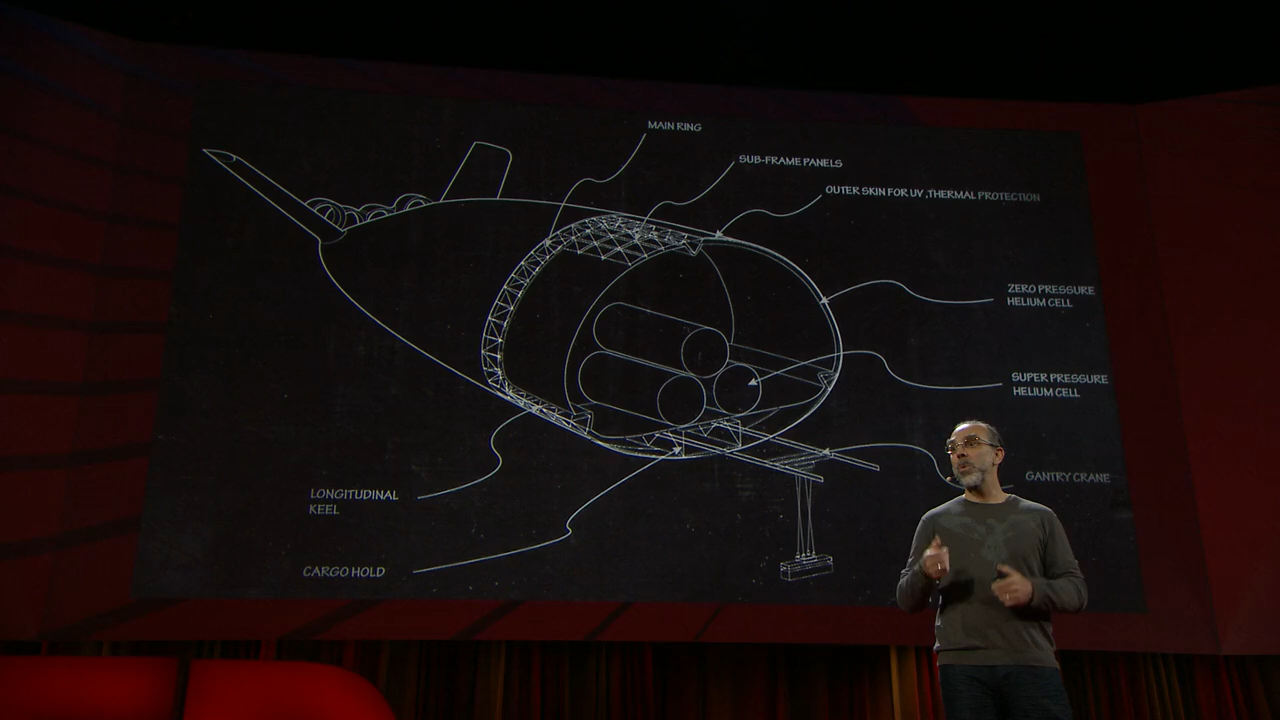 MAIN RING
SUB-FRAME PANELS
OUTER SKIN FOR UV ,THERMAL PROTECTION
ZERO PRESSURE
HELIUM CELL
SUPER PRESSURE
HELIUM CELL
GANTRY CRANE
LONGITUDINAL
KEEL
CARGO HOLD